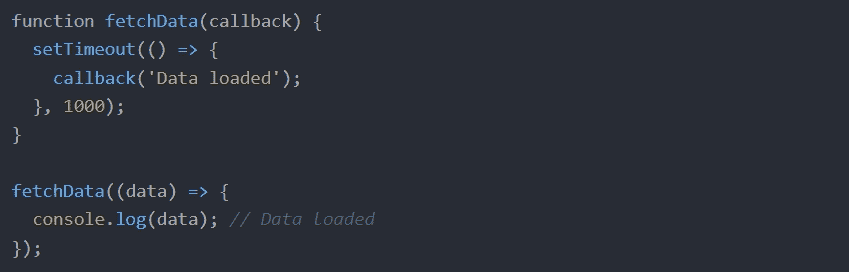 function fetchData(callback) {
  setTimeout(() => {
    callback('Data loaded');
  }, 1000);
}

fetchData((data) => {
  console.log(data); // Data loaded
});